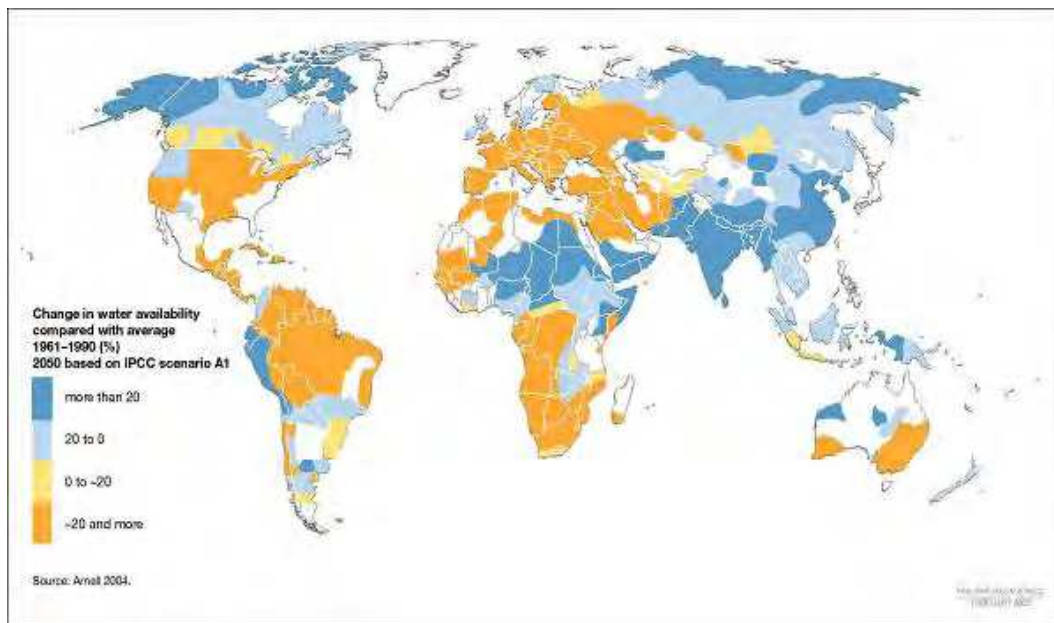 Change in water availability
compared with average
1961–1990 (%)
2050 based on IPCC scenario A1
more than 20
20 to 0
0 to –20
–20 and more
Source: Arnell 2004.